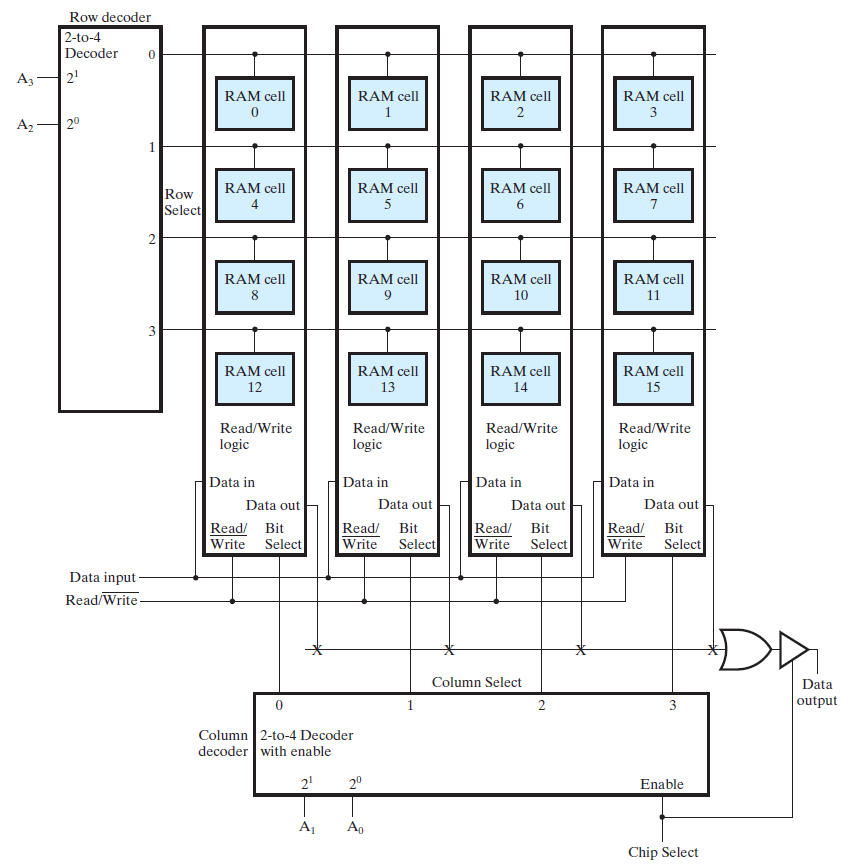 Row decoder
2-to-4
Decoder
0
A3
2¹
A2
2⁰
RAM cell
0
RAM cell
1
RAM cell
2
RAM cell
3
1
Row
Select
RAM cell
4
RAM cell
5
RAM cell
6
RAM cell
7
2
RAM cell
8
RAM cell
9
RAM cell
10
RAM cell
11
3
RAM cell
12
RAM cell
13
RAM cell
14
RAM cell
15
Read/Write
logic
Read/Write
logic
Read/Write
logic
Read/Write
logic
Data in
Data in
Data in
Data in
Data out
Data out
Data out
Data out
Read/
Write
Bit
Select
Read/
Write
Bit
Select
Read/
Write
Bit
Select
Read/
Write
Bit
Select
Data input
Read/Write
X
X
X
X
Data
output
Column Select
0
1
2
3
Column
decoder
2-to-4 Decoder
with enable
2¹
2⁰
Enable
A1
A0
Chip Select